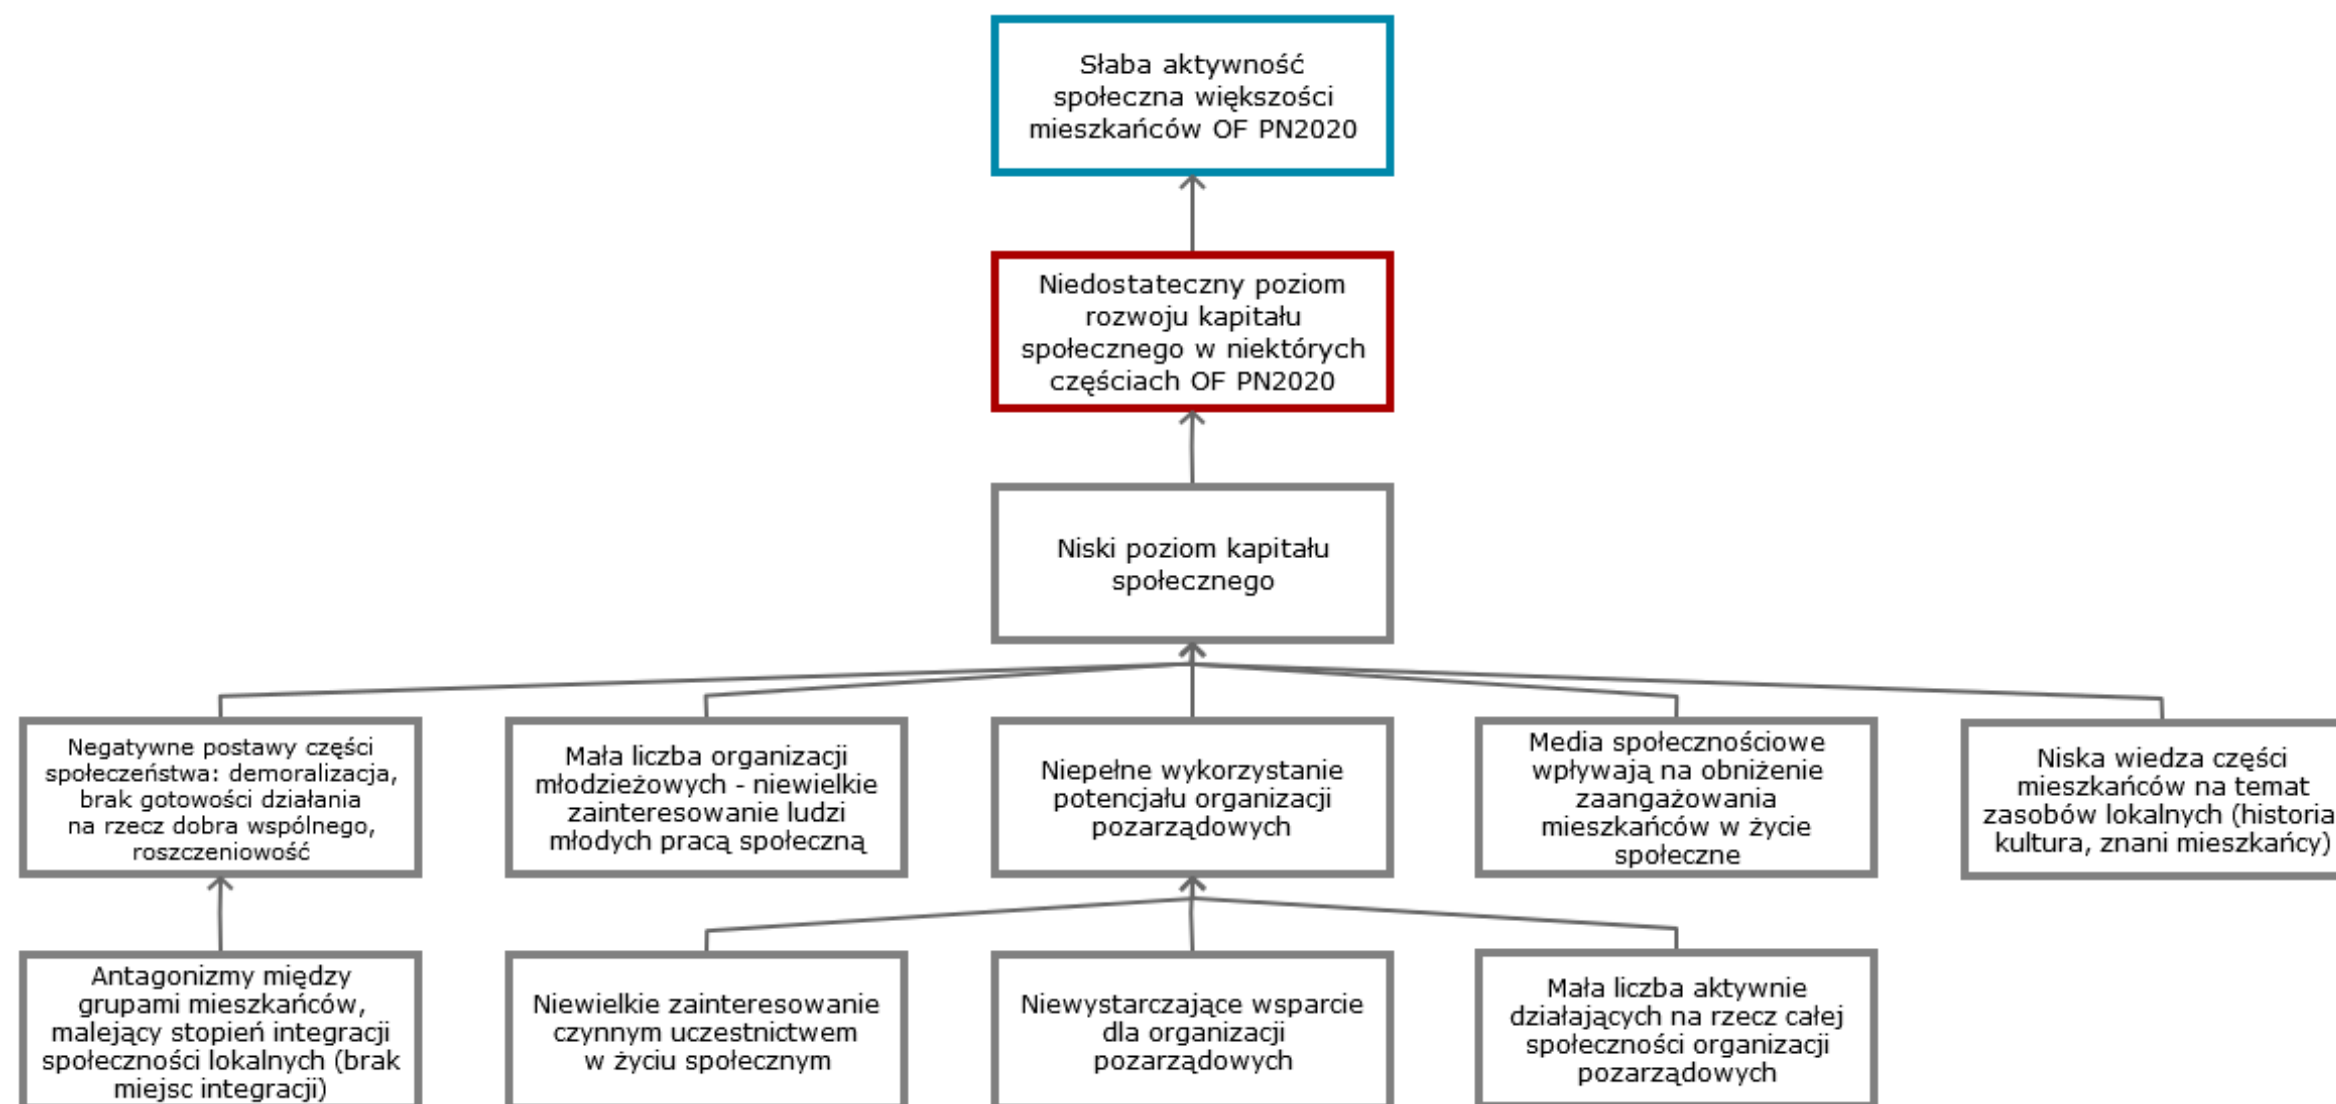 Słaba aktywność
społeczna większości
mieszkańców OF PN2020
Niedostateczny poziom
rozwoju kapitału
społecznego w niektórych
częściach OF PN2020
Niski poziom kapitału
społecznego
Negatywne postawy części
społeczeństwa: demoralizacja,
brak gotowości działania
na rzecz dobra wspólnego,
roszczeniowość
Mała liczba organizacji
młodzieżowych - niewielkie
zainteresowanie ludzi
młodych pracą społeczną
Niepełne wykorzystanie
potencjału organizacji
pozarządowych
Media społecznościowe
wpływają na obniżenie
zaangażowania
mieszkańców w życie
społeczne
Niska wiedza części
mieszkańców na temat
zasobów lokalnych (historia
kultura, znani mieszkańcy)
Antagonizmy między
grupami mieszkańców,
malejący stopień integracji
społeczności lokalnych (brak
miejsc integracji)
Niewielkie zainteresowanie
czynnym uczestnictwem
w życiu społecznym
Niewystarczające wsparcie
dla organizacji
pozarządowych
Mała liczba aktywnie
działających na rzecz całej
społeczności organizacji
pozarządowych